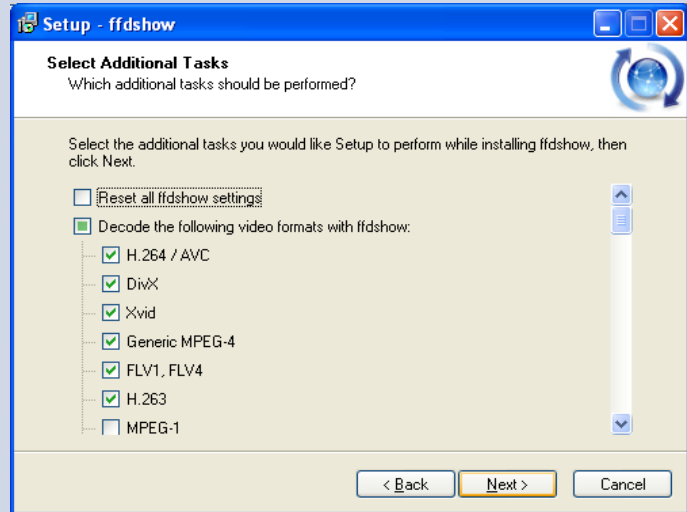 Setup - ffdshow
Select Additional Tasks
Which additional tasks should be performed?
Select the additional tasks you would like Setup to perform while installing ffdshow, then
click Next.
Reset all ffdshow settings
Decode the following video formats with ffdshow:
H.264 / AVC
DivX
Xvid
Generic MPEG-4
FLV1, FLV4
H.263
MPEG-1
< Back
Next >
Cancel